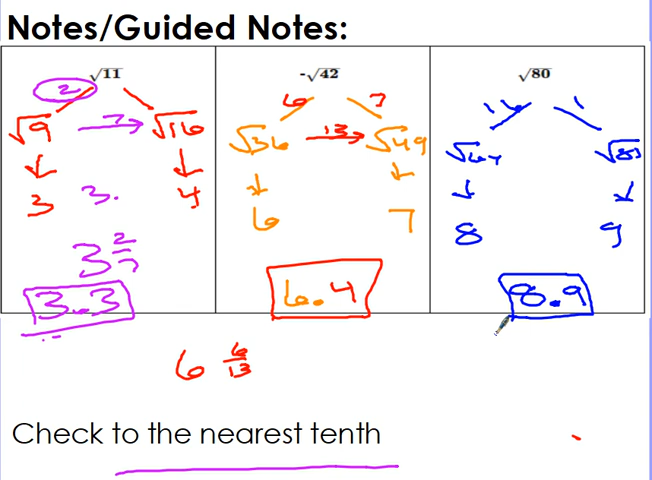 Notes/Guided Notes:
√11
2
√9 7 √16
3 3. 4
3 2/7
3.3
-√42
6 7
√36 13 √49
6 7
6.4
√80
1
√64
8 9
8.9
6 6/13
Check to the nearest tenth